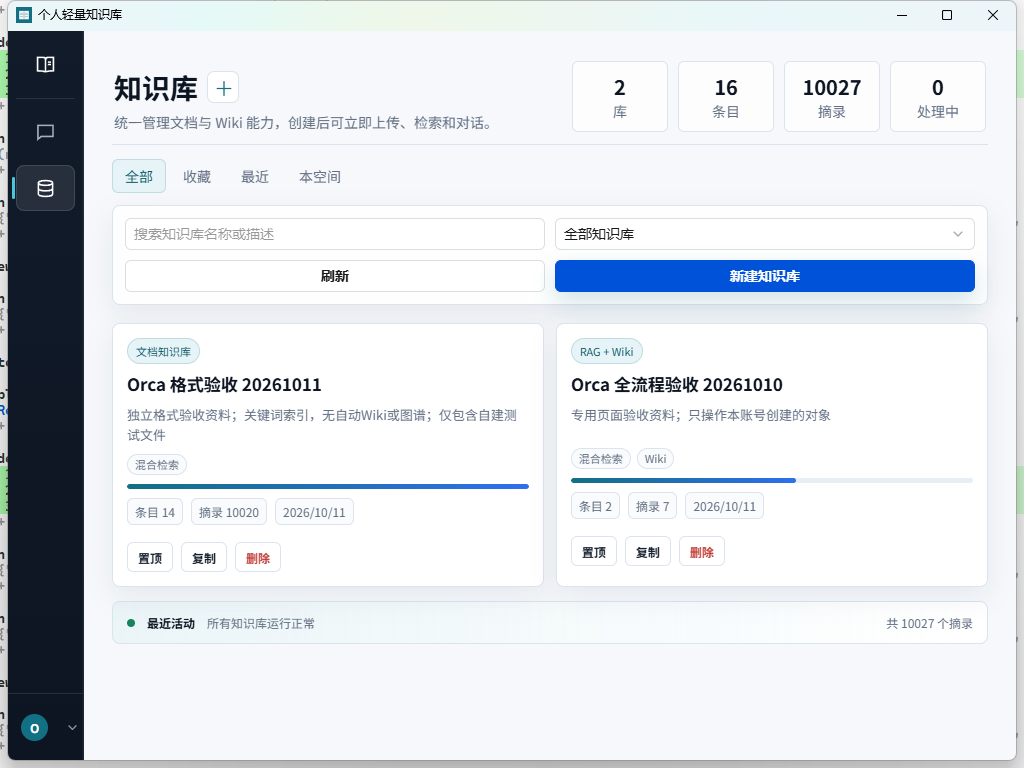 个人轻量知识库
知识库
统一管理文档与 Wiki 能力，创建后可立即上传、检索和对话。
2
库
16
条目
10027
摘录
0
处理中
全部
收藏
最近
本空间
搜索知识库名称或描述
全部知识库
刷新
新建知识库
文档知识库
Orca 格式验收 20261011
独立格式验收资料；关键词索引，无自动Wiki或图谱；仅包含自建测
试文件
混合检索
条目 14
摘录 10020
2026/10/11
置顶
复制
删除
RAG + Wiki
Orca 全流程验收 20261010
专用页面验收资料；只操作本账号创建的对象
混合检索
Wiki
条目 2
摘录 7
2026/10/11
置顶
复制
删除
最近活动
所有知识库运行正常
共 10027 个摘录
O